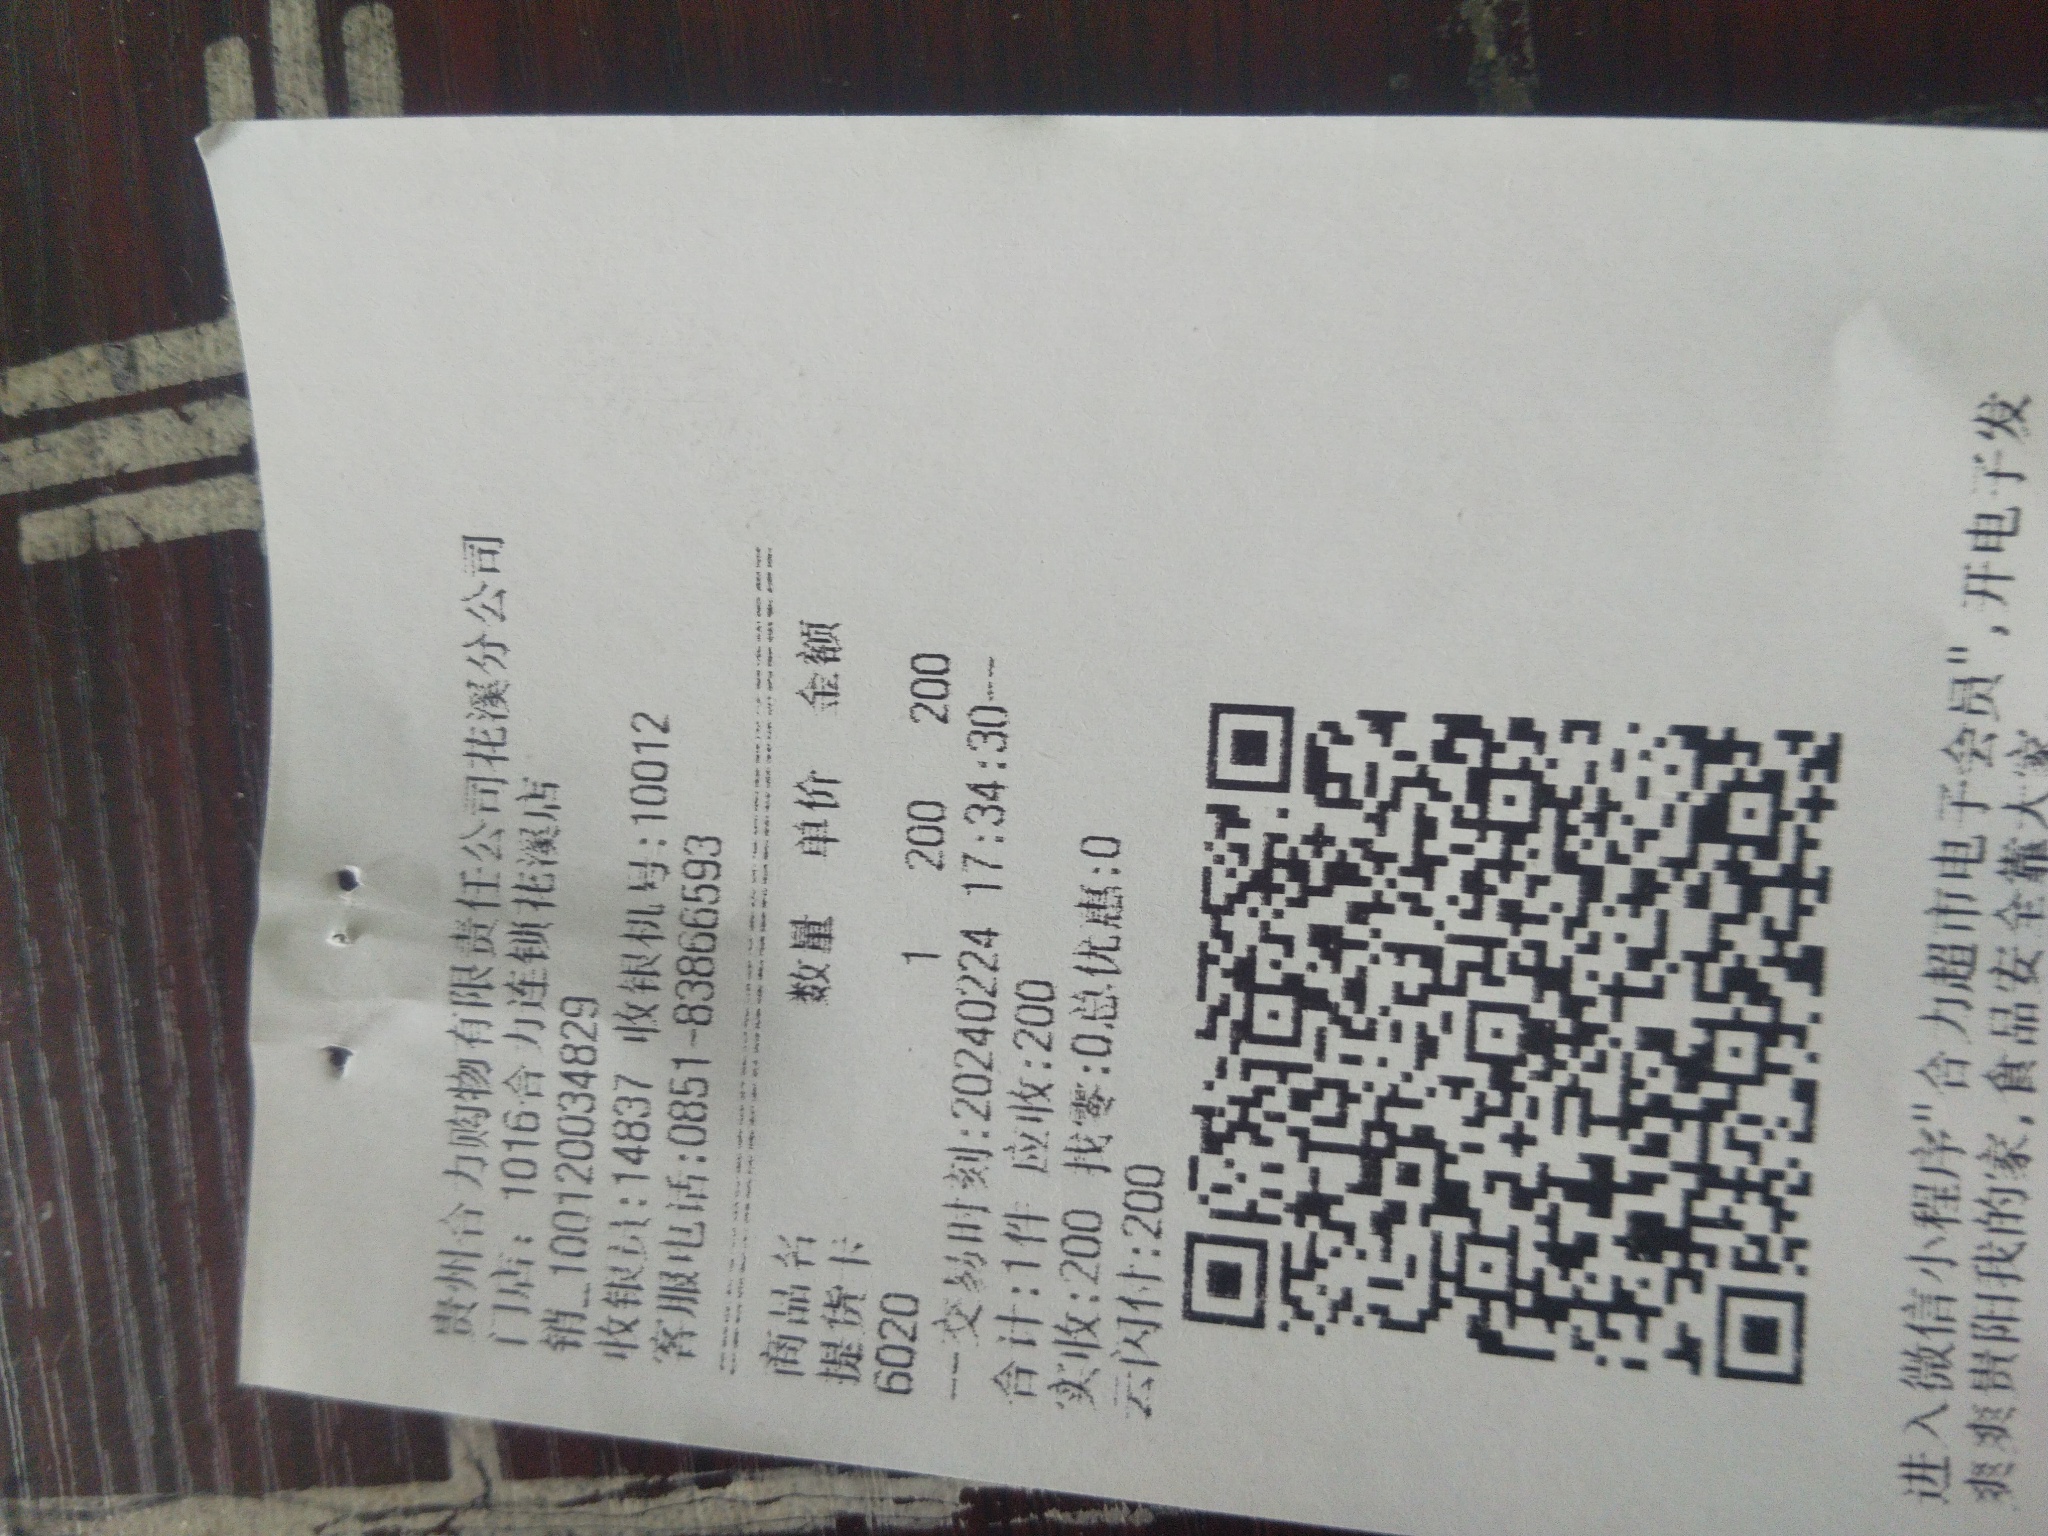 贵州合力购物有限责任公司花溪分公司
门店: 1016合力连锁花溪店
销_100120034829
收银员:14837 收银机号:10012
客服电话:0851-83866593
商品名 数量 单价 金额
提货卡
6020 1 200 200
--交易时刻:20240224 17:34:30--
合计:1件 应收:200
实收:200 找零:0总优惠:0
云闪付:200
进入微信小程序"合力超市电子会员",开电子发
爽爽贵阳我的家,食品安全靠大家